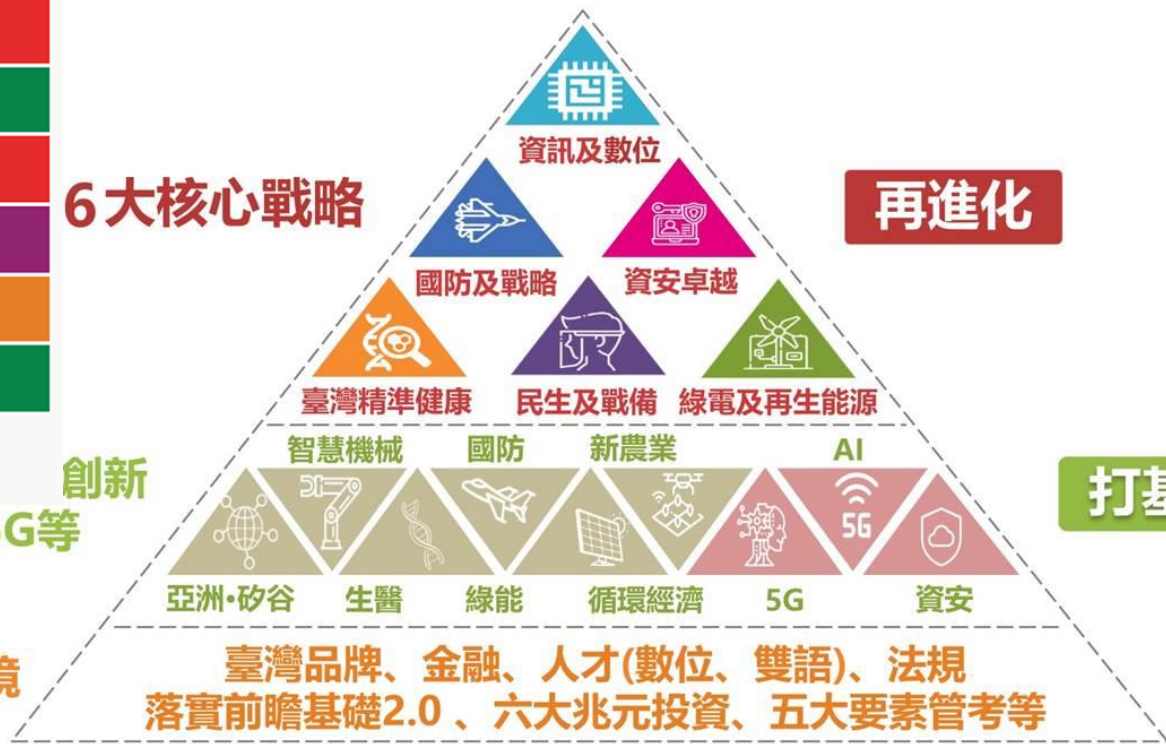 資訊及數位
6大核心戰略
再進化
國防及戰略
資安卓越
臺灣精準健康
民生及戰備
綠電及再生能源
智慧機械
國防
新農業
AI
創新
G等
打基
5G
亞洲•矽谷
生醫
綠能
循環經濟
5G
資安
境
臺灣品牌、金融、人才(數位、雙語)、法規
落實前瞻基礎2.0、六大兆元投資、五大要素管考等